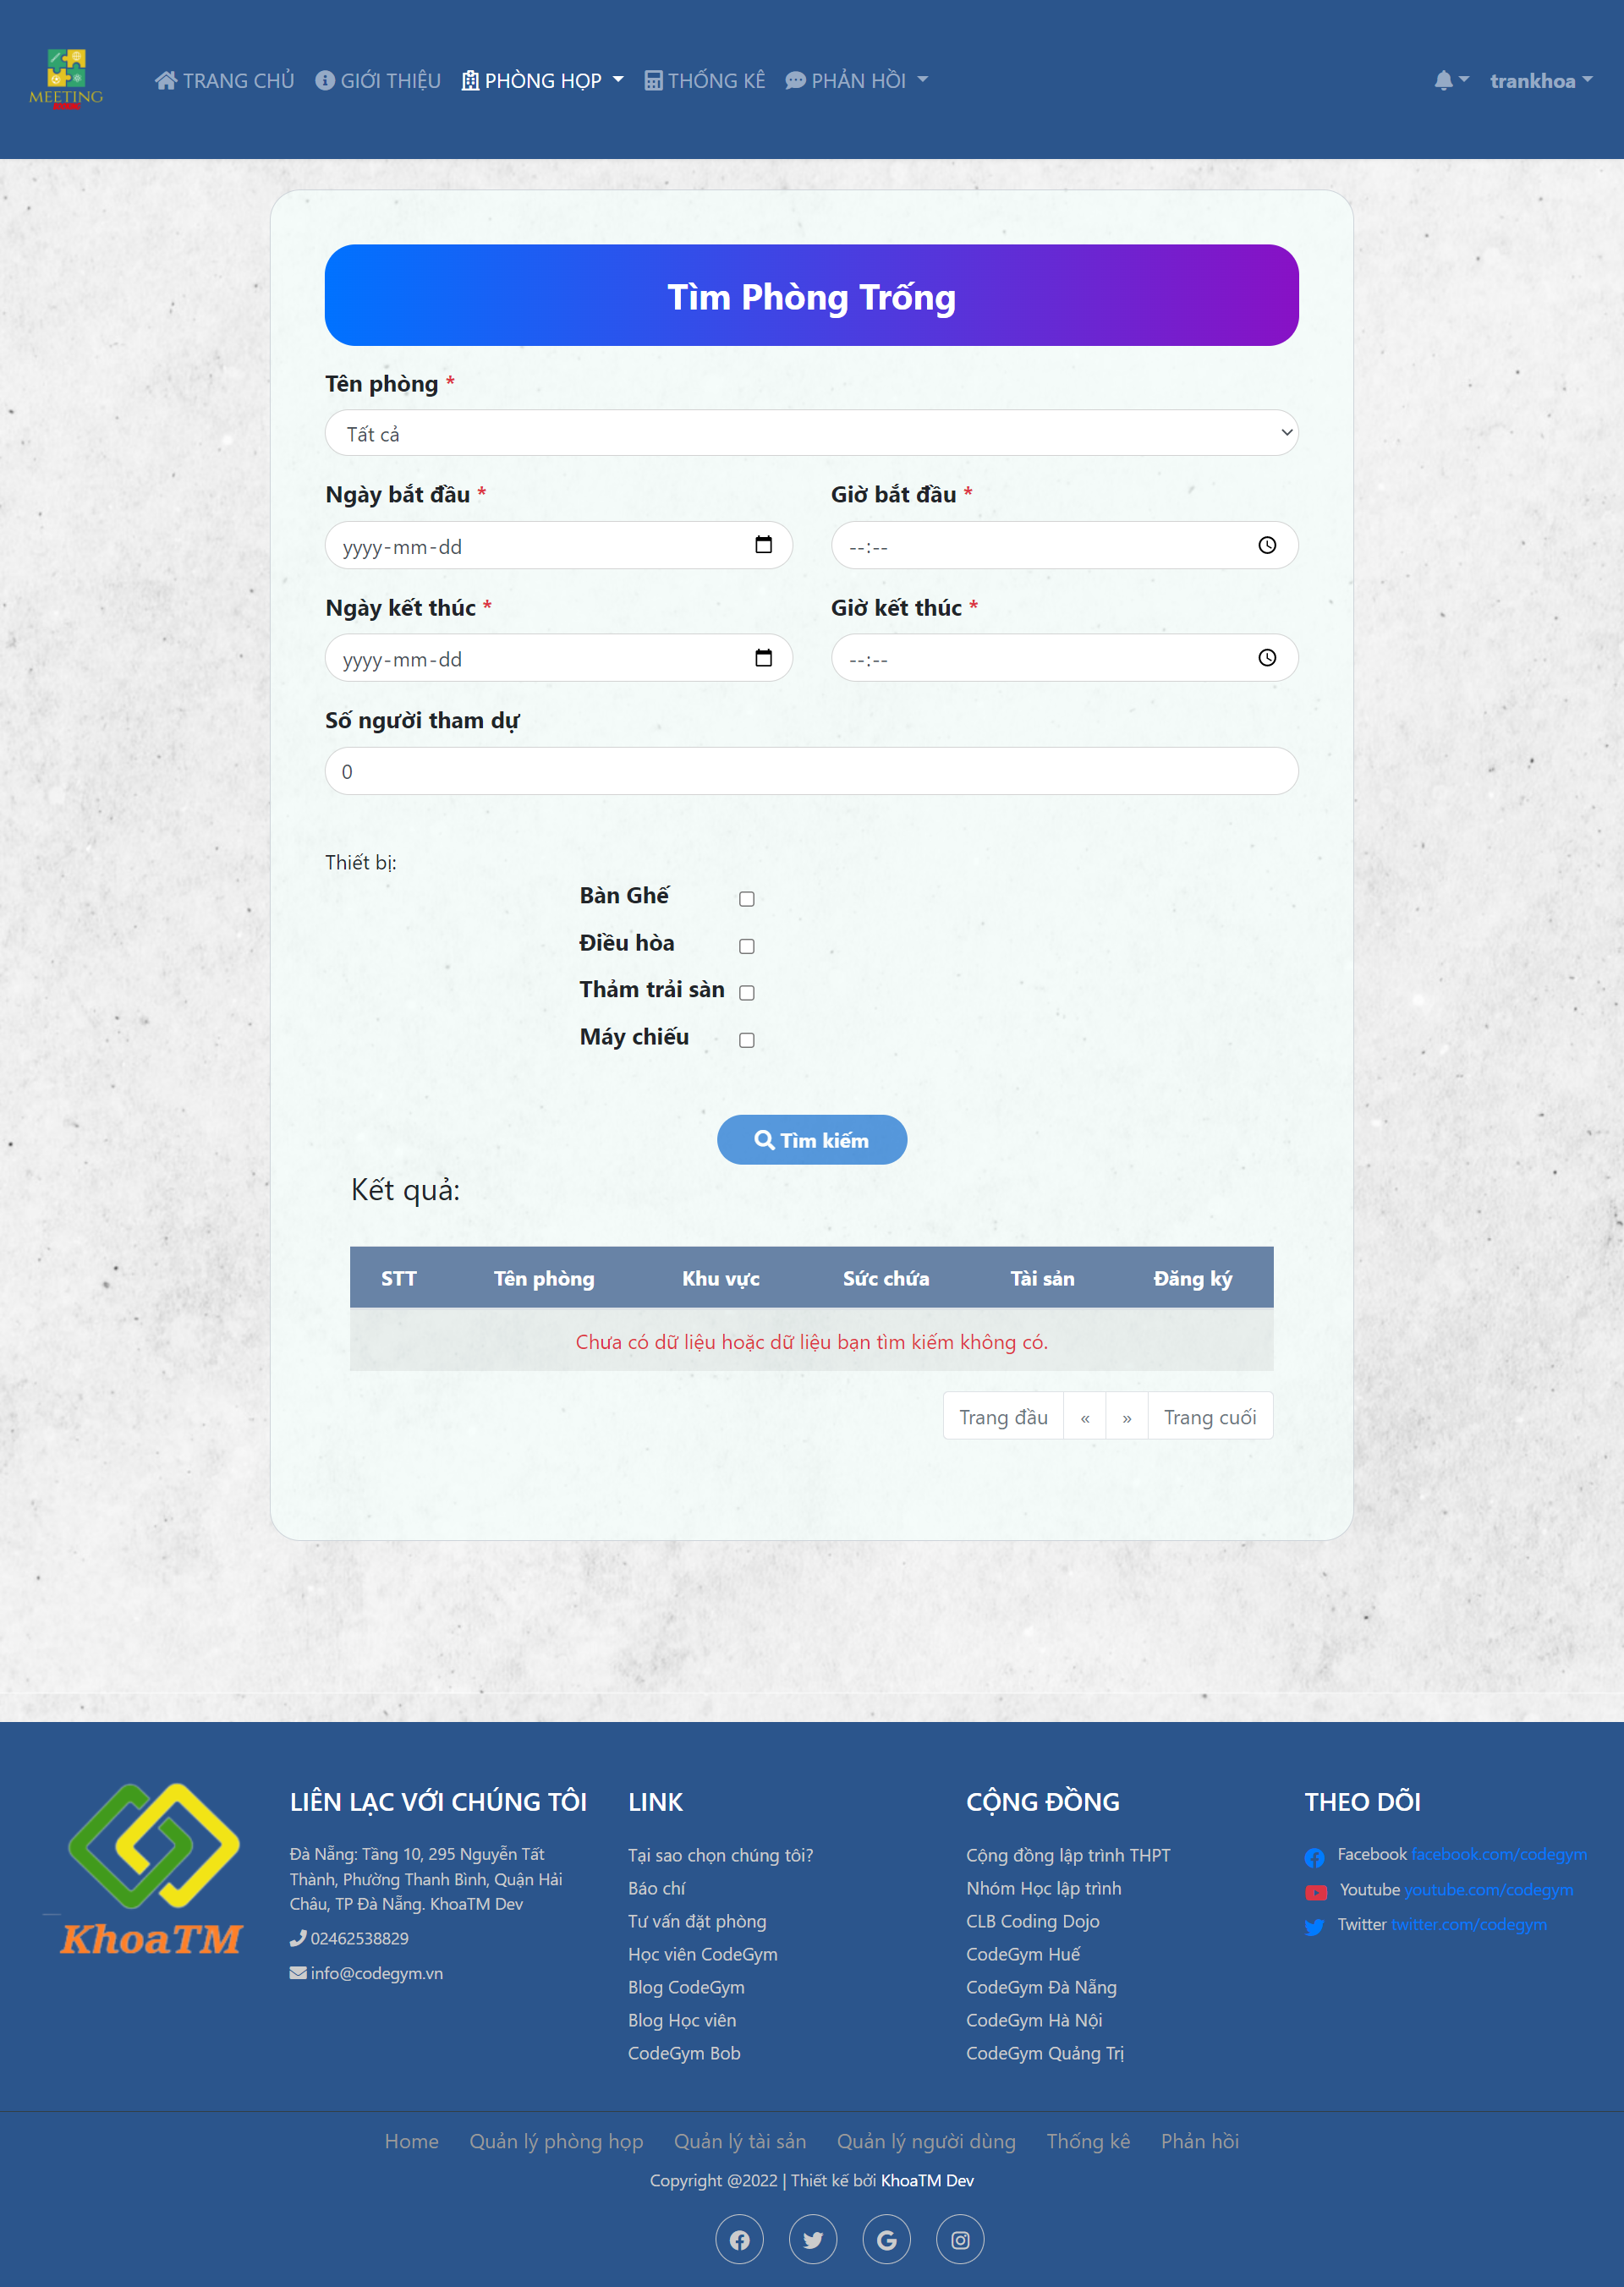 MEETING
TRANG CHỦ
GIỚI THIỆU
PHÒNG HỌP
THỐNG KÊ
PHẢN HỒI
trankhoa
Tìm Phòng Trống
Tên phòng *
Tất cả
Ngày bắt đầu *
Giờ bắt đầu *
yyyy-mm-dd
--:--
Ngày kết thúc *
Giờ kết thúc *
yyyy-mm-dd
--:--
Số người tham dự
0
Thiết bị:
Bàn Ghế
Điều hòa
Thảm trải sàn
Máy chiếu
Tìm kiếm
Kết quả:
STT Tên phòng Khu vực Sức chứa Tài sản Đăng ký
Chưa có dữ liệu hoặc dữ liệu bạn tìm kiếm không có.
Trang đầu « » Trang cuối
KhoaTM
LIÊN LẠC VỚI CHÚNG TÔI
Đà Nẵng: Tầng 10, 295 Nguyễn Tất
Thành, Phường Thanh Bình, Quận Hải
Châu, TP Đà Nẵng. KhoaTM Dev
02462538829
info@codegym.vn
LINK
Tại sao chọn chúng tôi?
Báo chí
Tư vấn đặt phòng
Học viên CodeGym
Blog CodeGym
Blog Học viên
CodeGym Bob
CỘNG ĐỒNG
Cộng đồng lập trình THPT
Nhóm Học lập trình
CLB Coding Dojo
CodeGym Huế
CodeGym Đà Nẵng
CodeGym Hà Nội
CodeGym Quảng Trị
THEO DÕI
Facebook facebook.com/codegym
Youtube youtube.com/codegym
Twitter twitter.com/codegym
Home Quản lý phòng họp Quản lý tài sản Quản lý người dùng Thống kê Phản hồi
Copyright @2022 | Thiết kế bởi KhoaTM Dev